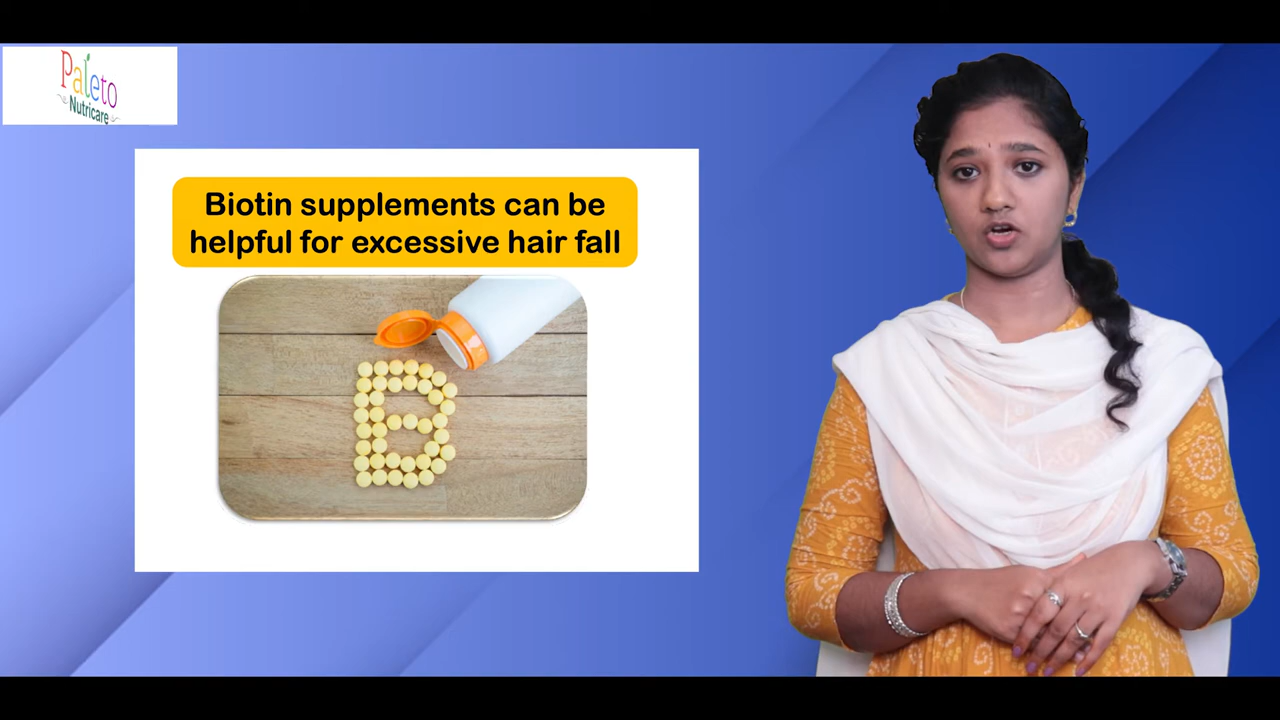 Paleto
Nutricare
Biotin supplements can be
helpful for excessive hair fall
B